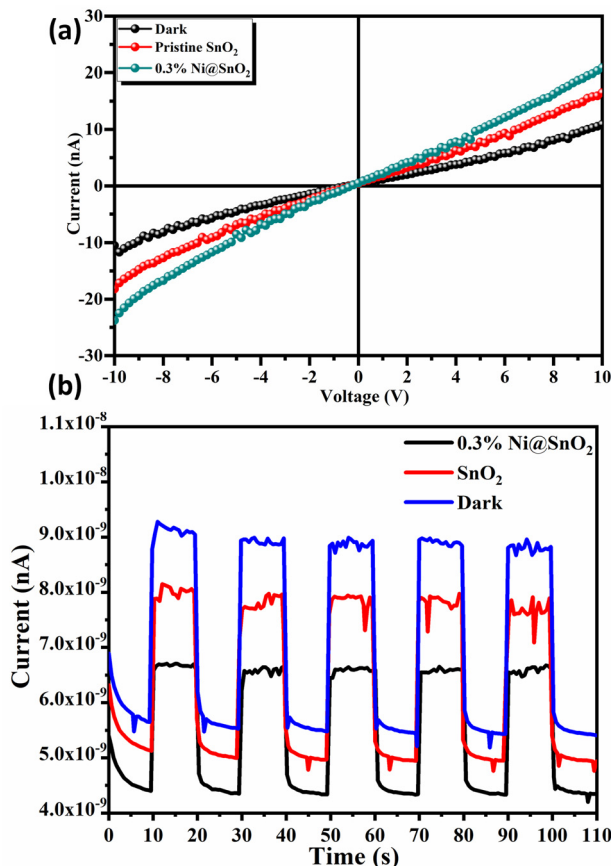 (a)
Dark
Pristine SnO₂
0.3% Ni@SnO₂
30
20
10
0
-10
-20
-30
Current (nA)
-10 -8 -6 -4 -2 0 2 4 6 8 10
Voltage (V)
(b)
1.1x10⁻⁸
1.0x10⁻⁸
9.0x10⁻⁹
8.0x10⁻⁹
7.0x10⁻⁹
6.0x10⁻⁹
5.0x10⁻⁹
4.0x10⁻⁹
Current (nA)
0.3% Ni@SnO₂
SnO₂
Dark
0 10 20 30 40 50 60 70 80 90 100 110
Time (s)